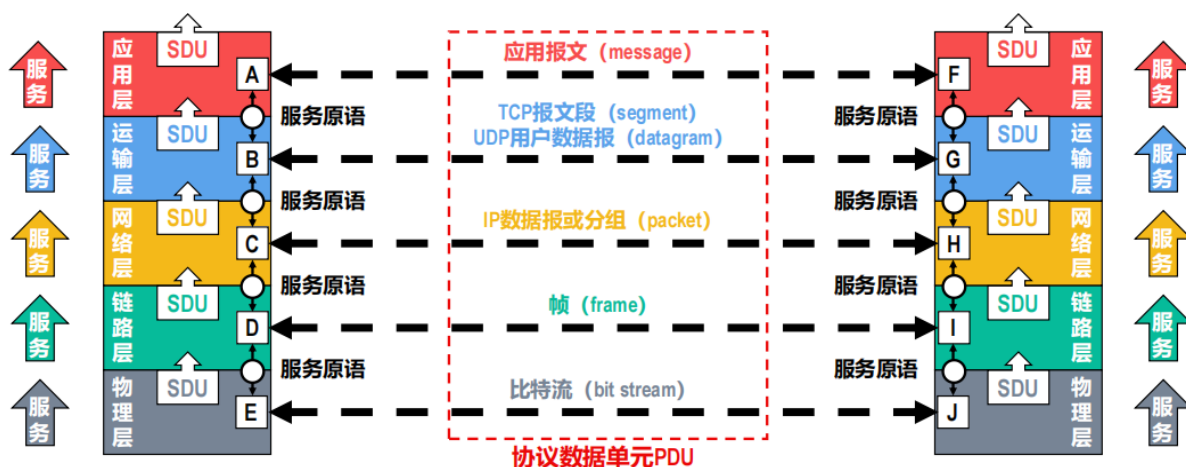 服务
应用层
SDU
A
应用报文（message）
F
SDU
应用层
服务
服务原语
服务原语
服务
运输层
SDU
B
TCP报文段（segment）
UDP用户数据报（datagram）
G
SDU
运输层
服务
服务原语
服务原语
服务
网络层
SDU
C
IP数据报或分组（packet）
H
SDU
网络层
服务
服务原语
服务原语
服务
链路层
SDU
D
帧（frame）
I
SDU
链路层
服务
服务原语
服务原语
服务
物理层
SDU
E
比特流（bit stream）
J
SDU
物理层
服务
协议数据单元PDU